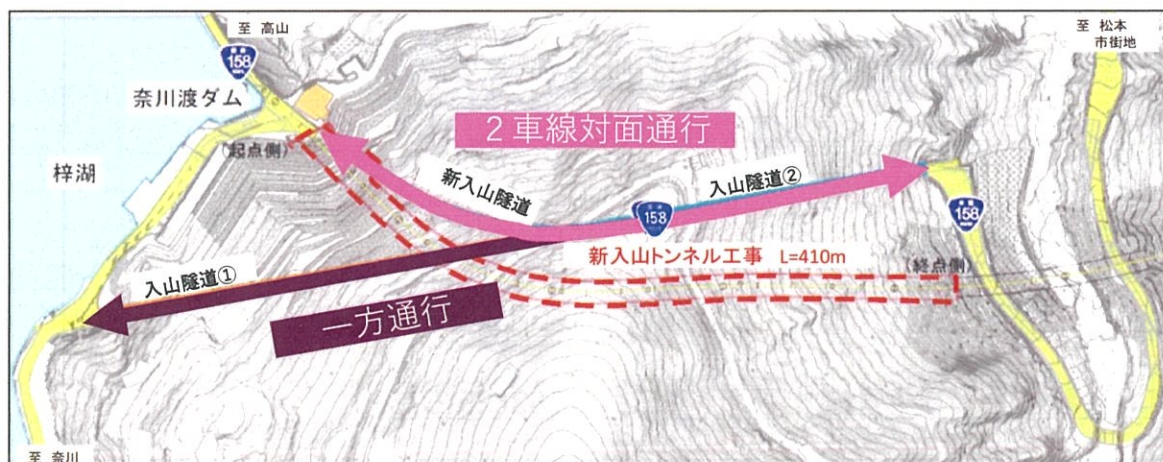 至 高山
至 松本
市街地
158
奈川渡ダム
2車線対面通行
(起点側)
梓湖
新入山隧道
入山隧道②
158
158
新入山トンネル工事 L=410m
(終点側)
入山隧道①
一方通行
至 奈川